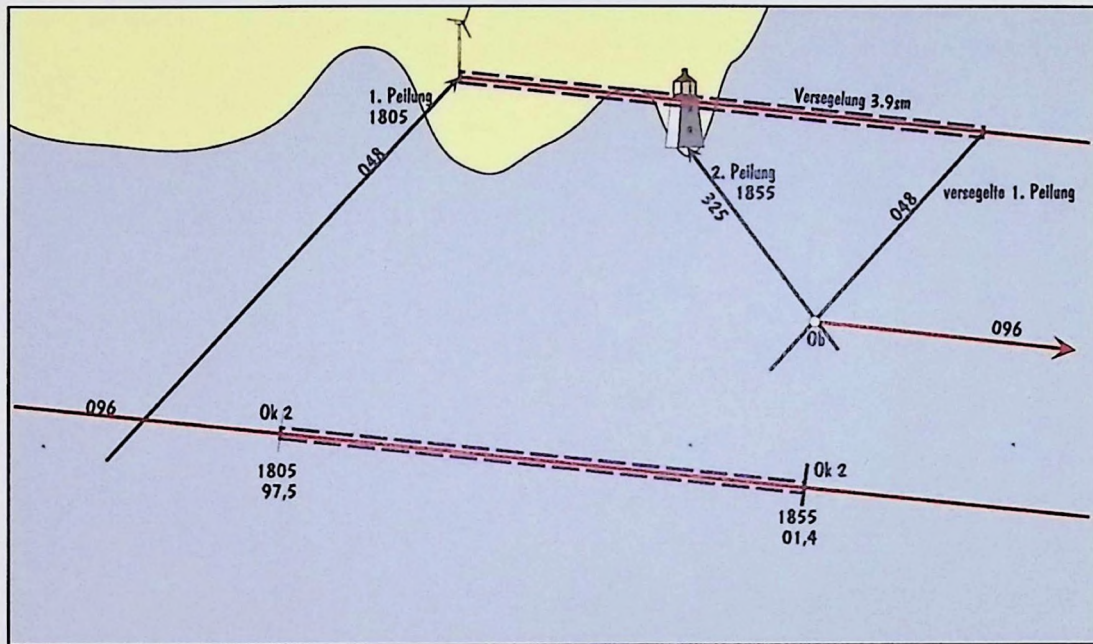 1. Peilung
1805
Versegelung 3.9sm
048
2. Peilung
1855
325
048
versegelte 1. Peilung
Ob
096
096
Ok 2
1805
97,5
Ok 2
1855
01,4